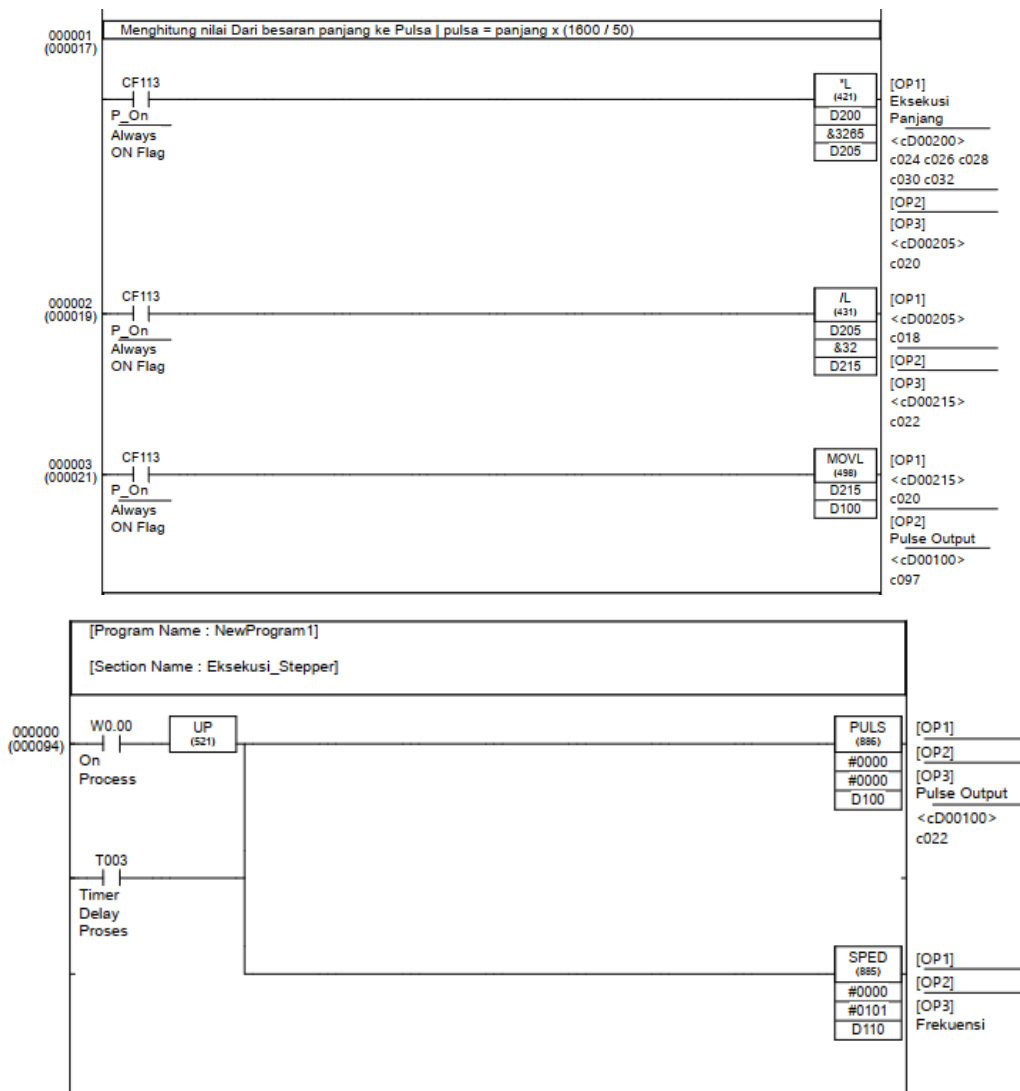 000001
(000017)
Menghitung nilai Dari besaran panjang ke Pulsa | pulsa = panjang x (1600 / 50)
CF113
P_On
Always
ON Flag
*L
(421)
D200
&3265
D205
[OP1]
Eksekusi
Panjang
<cD00200>
c024 c026 c028
c030 c032
[OP2]
[OP3]
<cD00205>
c020
000002
(000019)
CF113
P_On
Always
ON Flag
/L
(431)
D205
&32
D215
[OP1]
<cD00205>
c018
[OP2]
[OP3]
<cD00215>
c022
000003
(000021)
CF113
P_On
Always
ON Flag
MOVL
(498)
D215
D100
[OP1]
<cD00215>
c020
[OP2]
Pulse Output
<cD00100>
c097
[Program Name : NewProgram1]
[Section Name : Eksekusi_Stepper]
000000
(000094)
W0.00
On
Process
UP
(521)
PULS
(886)
#0000
#0000
D100
[OP1]
[OP2]
[OP3]
Pulse Output
<cD00100>
c022
T003
Timer
Delay
Proses
SPED
(885)
#0000
#0101
D110
[OP1]
[OP2]
[OP3]
Frekuensi